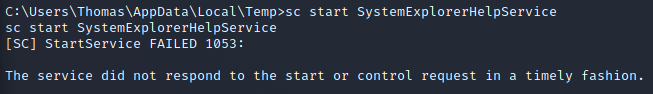 C:\Users\Thomas\AppData\Local\Temp>sc start SystemExplorerHelpService
sc start SystemExplorerHelpService
[SC] StartService FAILED 1053:
The service did not respond to the start or control request in a timely fashion.